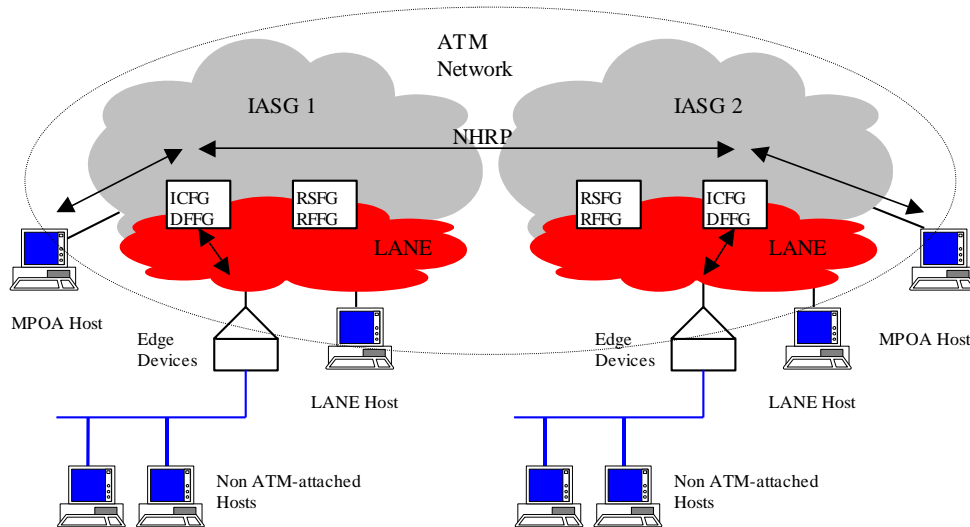 ATM
Network
IASG 1
IASG 2
NHRP
ICFG
DFFG
RSFG
RFFG
RSFG
RFFG
ICFG
DFFG
LANE
LANE
MPOA Host
Edge
Devices
LANE Host
Edge
Devices
LANE Host
MPOA Host
Non ATM-attached
Hosts
Non ATM-attached
Hosts